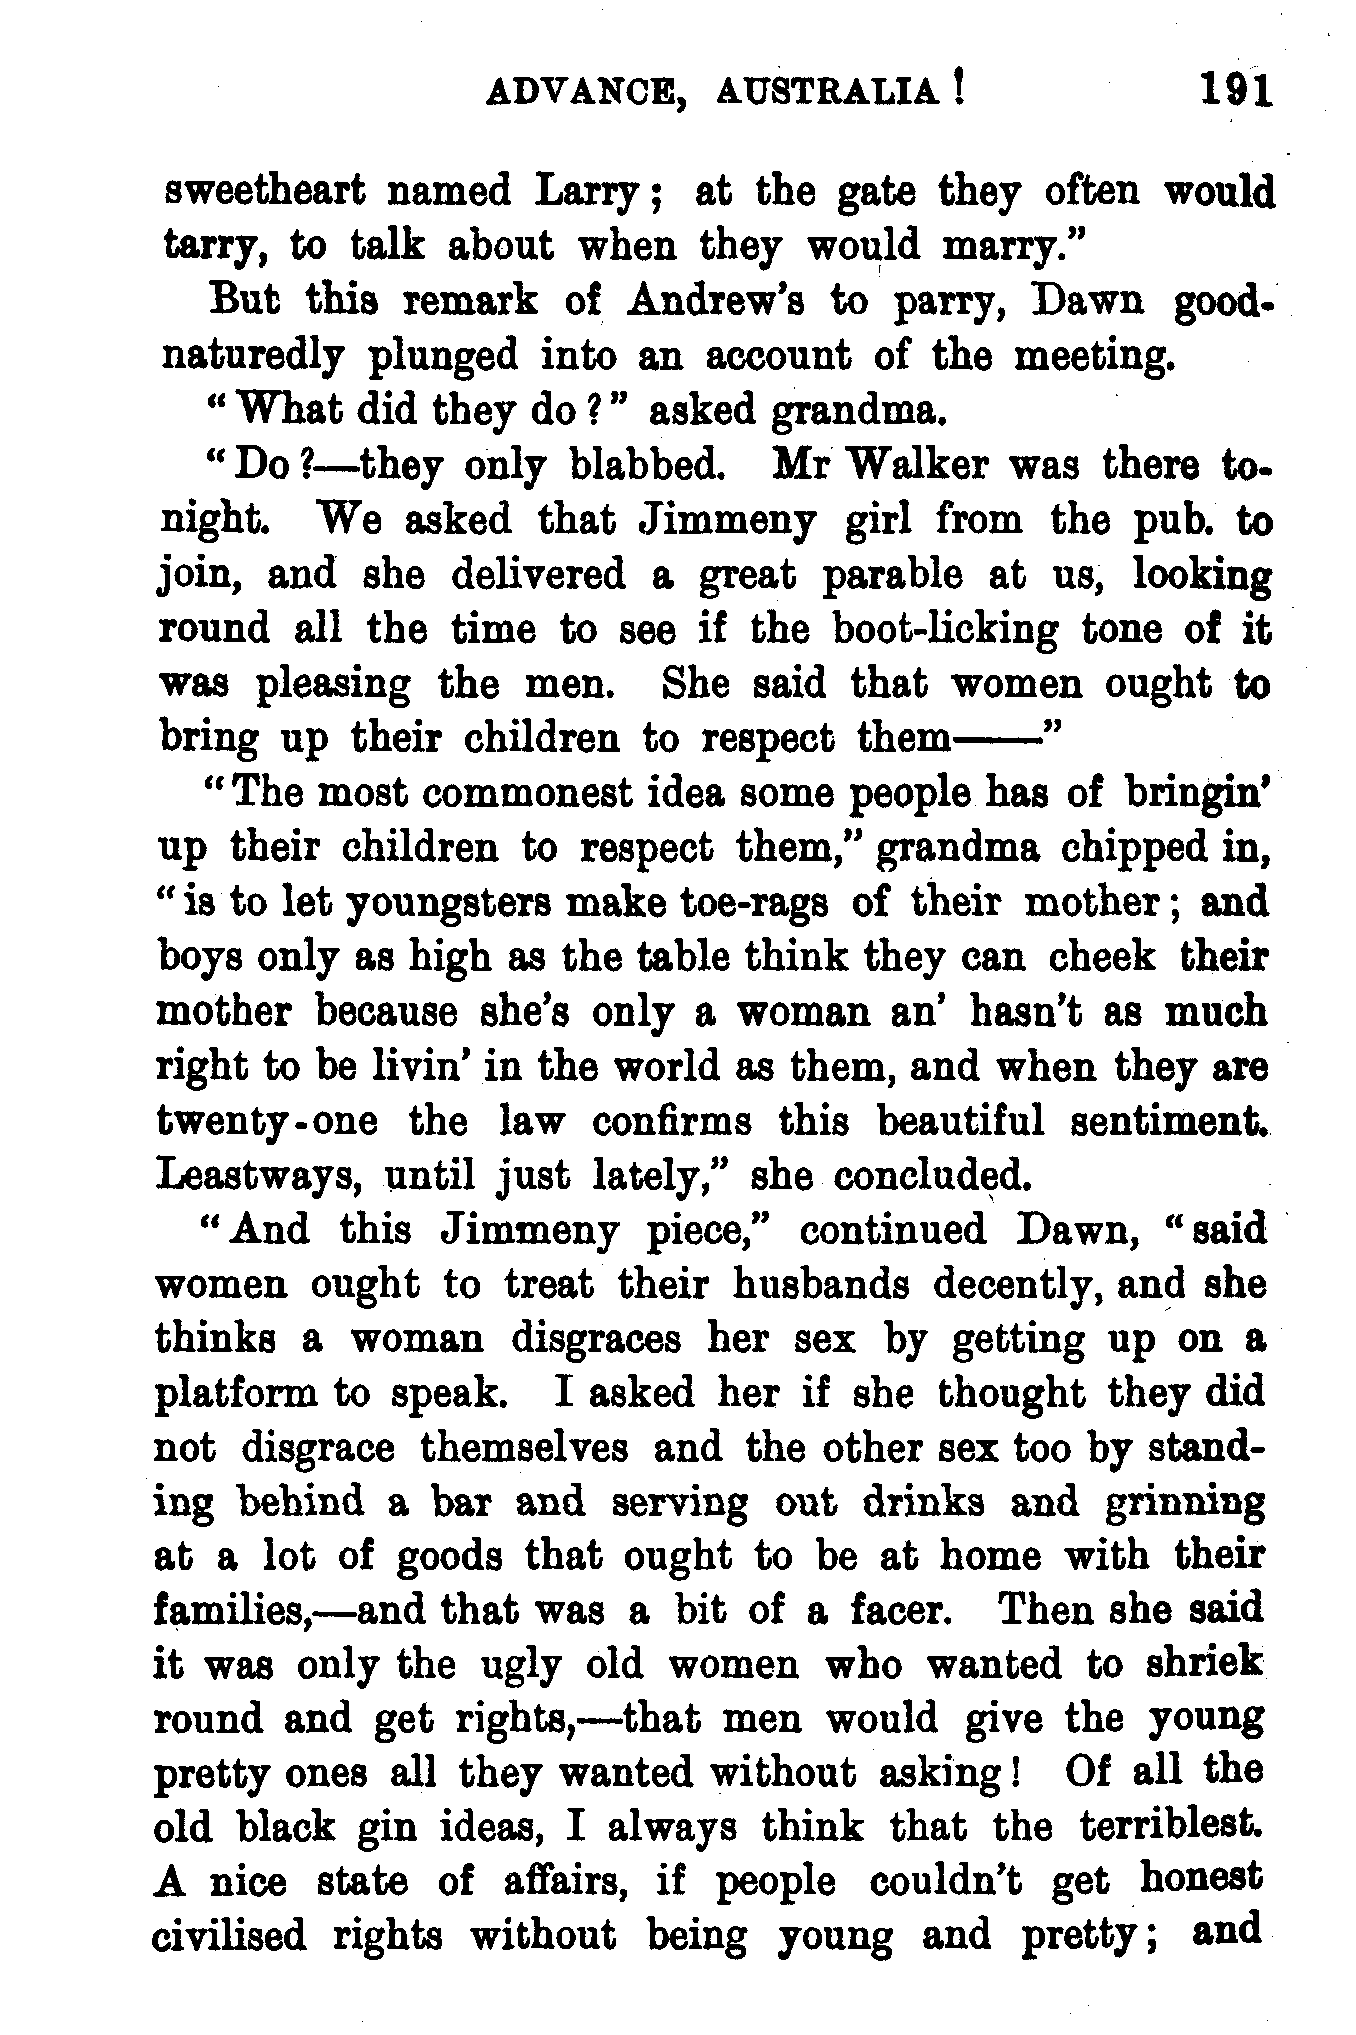 ADVANCE, AUSTRALIA! 191
sweetheart named Larry; at the gate they often would
tarry, to talk about when they would marry."
But this remark of Andrew's to parry, Dawn good-
naturedly plunged into an account of the meeting.
"What did they do?" asked grandma.
"Do?—they only blabbed. Mr Walker was there to-
night. We asked that Jimmeny girl from the pub. to
join, and she delivered a great parable at us, looking
round all the time to see if the boot-licking tone of it
was pleasing the men. She said that women ought to
bring up their children to respect them——"
"The most commonest idea some people has of bringin'
up their children to respect them," grandma chipped in,
"is to let youngsters make toe-rags of their mother; and
boys only as high as the table think they can cheek their
mother because she's only a woman an' hasn't as much
right to be livin' in the world as them, and when they are
twenty-one the law confirms this beautiful sentiment.
Leastways, until just lately," she concluded.
"And this Jimmeny piece," continued Dawn, "said
women ought to treat their husbands decently, and she
thinks a woman disgraces her sex by getting up on a
platform to speak. I asked her if she thought they did
not disgrace themselves and the other sex too by stand-
ing behind a bar and serving out drinks and grinning
at a lot of goods that ought to be at home with their
families,—and that was a bit of a facer. Then she said
it was only the ugly old women who wanted to shriek
round and get rights,—that men would give the young
pretty ones all they wanted without asking! Of all the
old black gin ideas, I always think that the terriblest.
A nice state of affairs, if people couldn't get honest
civilised rights without being young and pretty; and